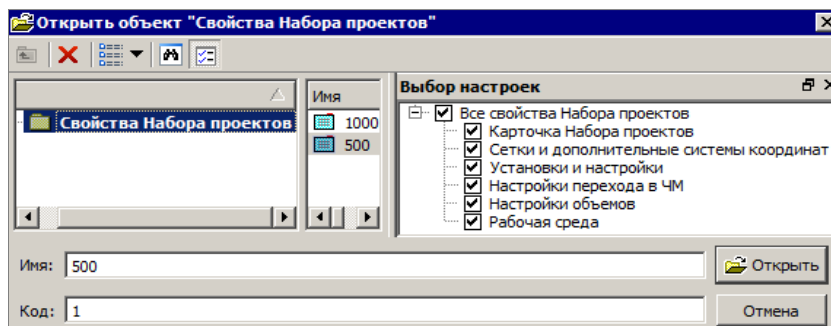 Открыть объект "Свойства Набора проектов"
Имя
Выбор настроек
Свойства Набора проектов
1000
500
Все свойства Набора проектов
Карточка Набора проектов
Сетки и дополнительные системы координат
Установки и настройки
Настройки перехода в ЧМ
Настройки объемов
Рабочая среда
Имя: 500
Открыть
Код: 1
Отмена